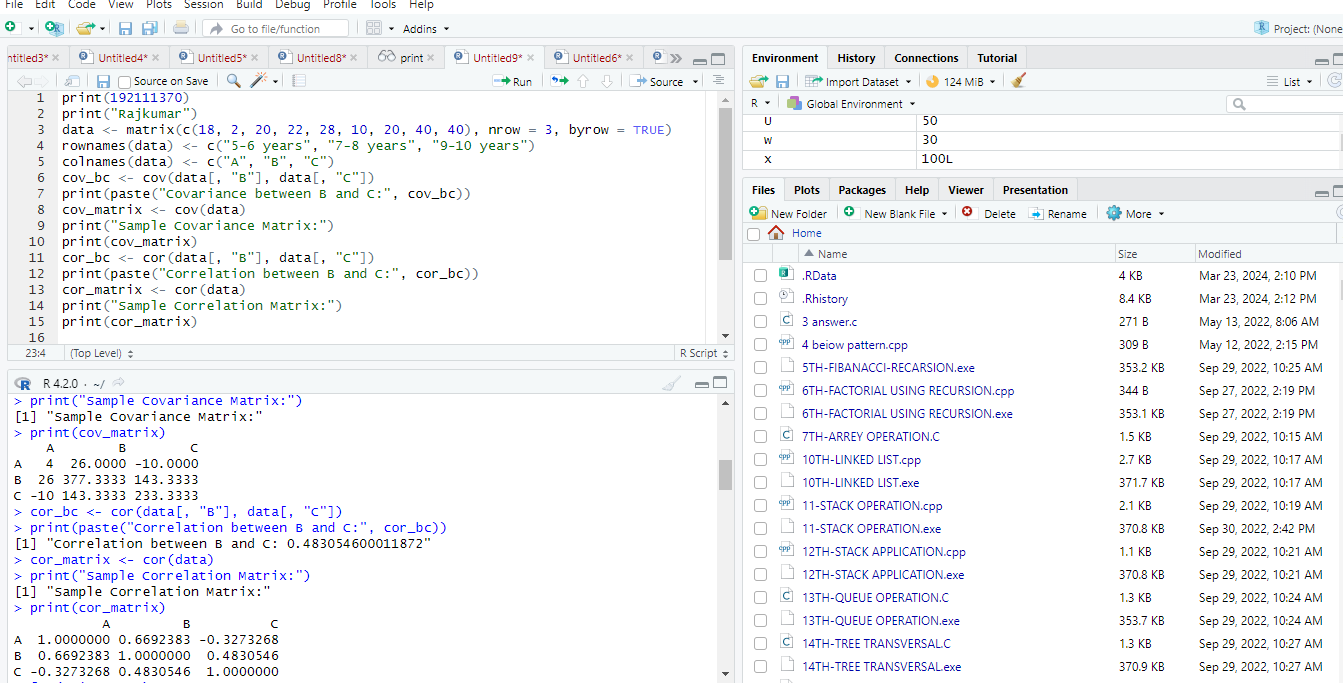 File Edit Code View Plots Session Build Debug Profile Tools Help
Go to file/function Addins Project: (None
ntitled3* Untitled4* Untitled5* Untitled8* print Untitled9* Untitled6*
Source on Save Run Source
1 print(192111370)
2 print("Rajkumar")
3 data <- matrix(c(18, 2, 20, 22, 28, 10, 20, 40, 40), nrow = 3, byrow = TRUE)
4 rownames(data) <- c("5-6 years", "7-8 years", "9-10 years")
5 colnames(data) <- c("A", "B", "C")
6 cov_bc <- cov(data[, "B"], data[, "C"])
7 print(paste("Covariance between B and C:", cov_bc))
8 cov_matrix <- cov(data)
9 print("Sample Covariance Matrix:")
10 print(cov_matrix)
11 cor_bc <- cor(data[, "B"], data[, "C"])
12 print(paste("Correlation between B and C:", cor_bc))
13 cor_matrix <- cor(data)
14 print("Sample Correlation Matrix:")
15 print(cor_matrix)
16
23:4 (Top Level) R Script
R 4.2.0 · ~/
> print("Sample Covariance Matrix:")
[1] "Sample Covariance Matrix:"
> print(cov_matrix)
A B C
A 4 26.0000 -10.0000
B 26 377.3333 143.3333
C -10 143.3333 233.3333
> cor_bc <- cor(data[, "B"], data[, "C"])
> print(paste("Correlation between B and C:", cor_bc))
[1] "Correlation between B and C: 0.483054600011872"
> cor_matrix <- cor(data)
> print("Sample Correlation Matrix:")
[1] "Sample Correlation Matrix:"
> print(cor_matrix)
A B C
A 1.0000000 0.6692383 -0.3273268
B 0.6692383 1.0000000 0.4830546
C -0.3273268 0.4830546 1.0000000
Environment History Connections Tutorial
Import Dataset 124 MiB List
R Global Environment
U 50
W 30
X 100L
Files Plots Packages Help Viewer Presentation
New Folder New Blank File Delete Rename More
Home
Name Size Modified
.RData 4 KB Mar 23, 2024, 2:10 PM
.Rhistory 8.4 KB Mar 23, 2024, 2:12 PM
3 answer.c 271 B May 13, 2022, 8:06 AM
4 beiow pattern.cpp 309 B May 12, 2022, 2:15 PM
5TH-FIBANACCI-RECARSION.exe 353.2 KB Sep 29, 2022, 10:25 AM
6TH-FACTORIAL USING RECURSION.cpp 344 B Sep 27, 2022, 2:19 PM
6TH-FACTORIAL USING RECURSION.exe 353.1 KB Sep 27, 2022, 2:19 PM
7TH-ARREY OPERATION.C 1.5 KB Sep 29, 2022, 10:15 AM
10TH-LINKED LIST.cpp 2.7 KB Sep 29, 2022, 10:17 AM
10TH-LINKED LIST.exe 371.7 KB Sep 29, 2022, 10:17 AM
11-STACK OPERATION.cpp 2.1 KB Sep 29, 2022, 10:19 AM
11-STACK OPERATION.exe 370.8 KB Sep 30, 2022, 2:42 PM
12TH-STACK APPLICATION.cpp 1.1 KB Sep 29, 2022, 10:21 AM
12TH-STACK APPLICATION.exe 370.8 KB Sep 29, 2022, 10:21 AM
13TH-QUEUE OPERATION.C 1.3 KB Sep 29, 2022, 10:24 AM
13TH-QUEUE OPERATION.exe 353.7 KB Sep 29, 2022, 10:24 AM
14TH-TREE TRANSVERSAL.C 1.3 KB Sep 29, 2022, 10:27 AM
14TH-TREE TRANSVERSAL.exe 370.9 KB Sep 29, 2022, 10:27 AM